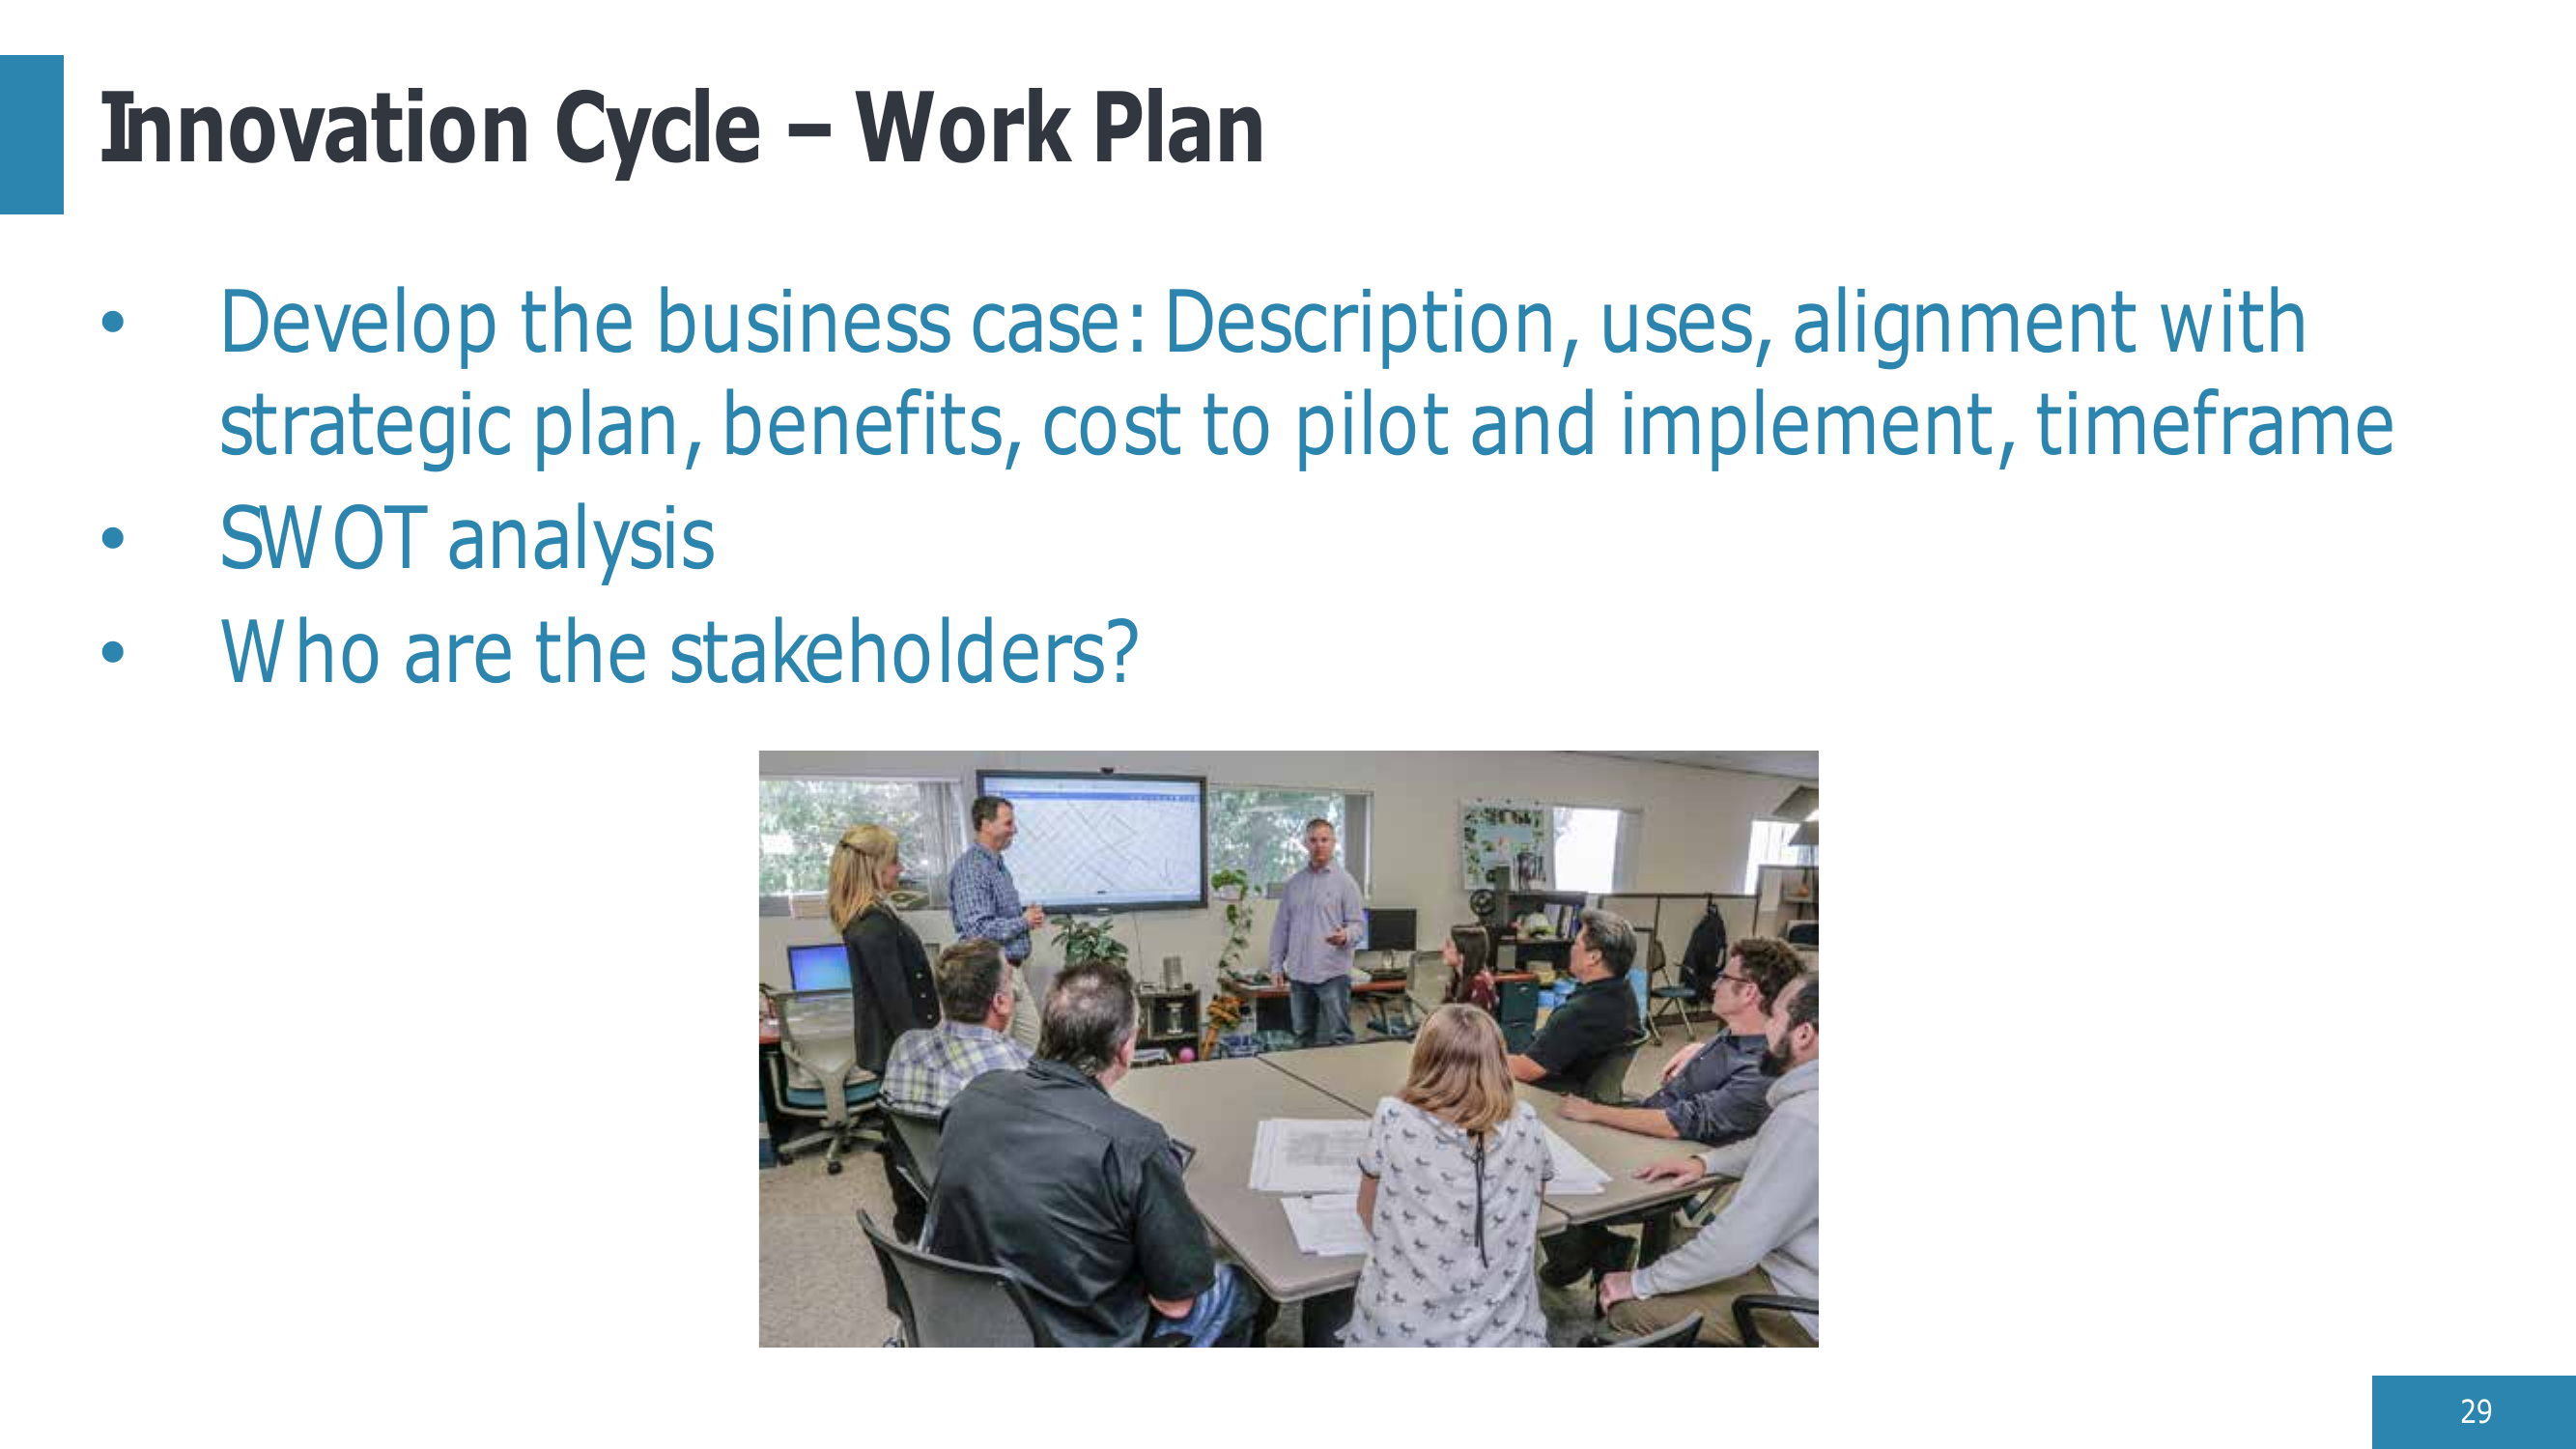 Innovation Cycle – Work Plan
• Develop the business case: Description, uses, alignment with
strategic plan, benefits, cost to pilot and implement, timeframe
• SWOT analysis
• Who are the stakeholders?
29